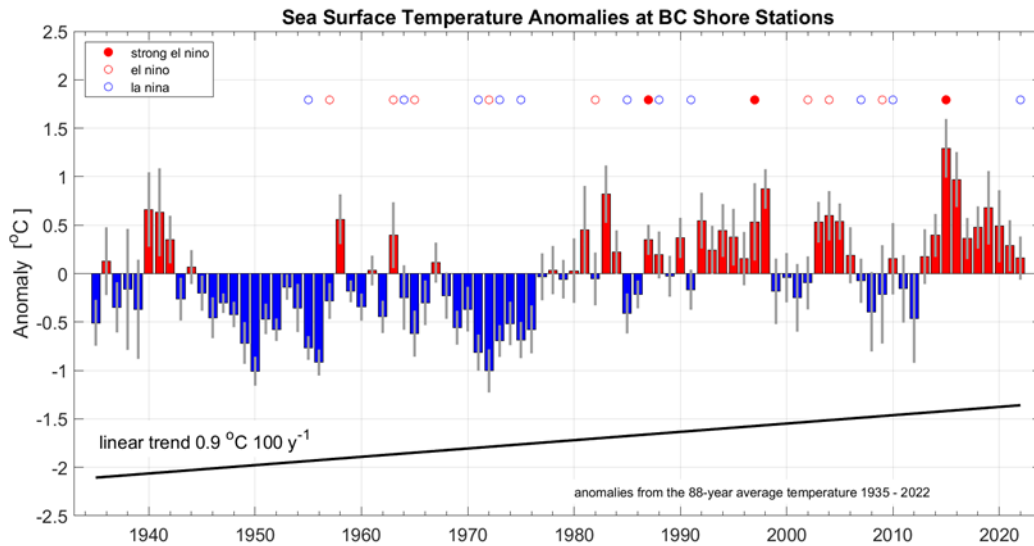 Sea Surface Temperature Anomalies at BC Shore Stations
2.5
2
1.5
1
0.5
0
-0.5
-1
-1.5
-2
-2.5
Anomaly [°C]
strong el nino
el nino
la nina
linear trend 0.9 °C 100 y⁻¹
anomalies from the 88-year average temperature 1935 - 2022
1940 1950 1960 1970 1980 1990 2000 2010 2020